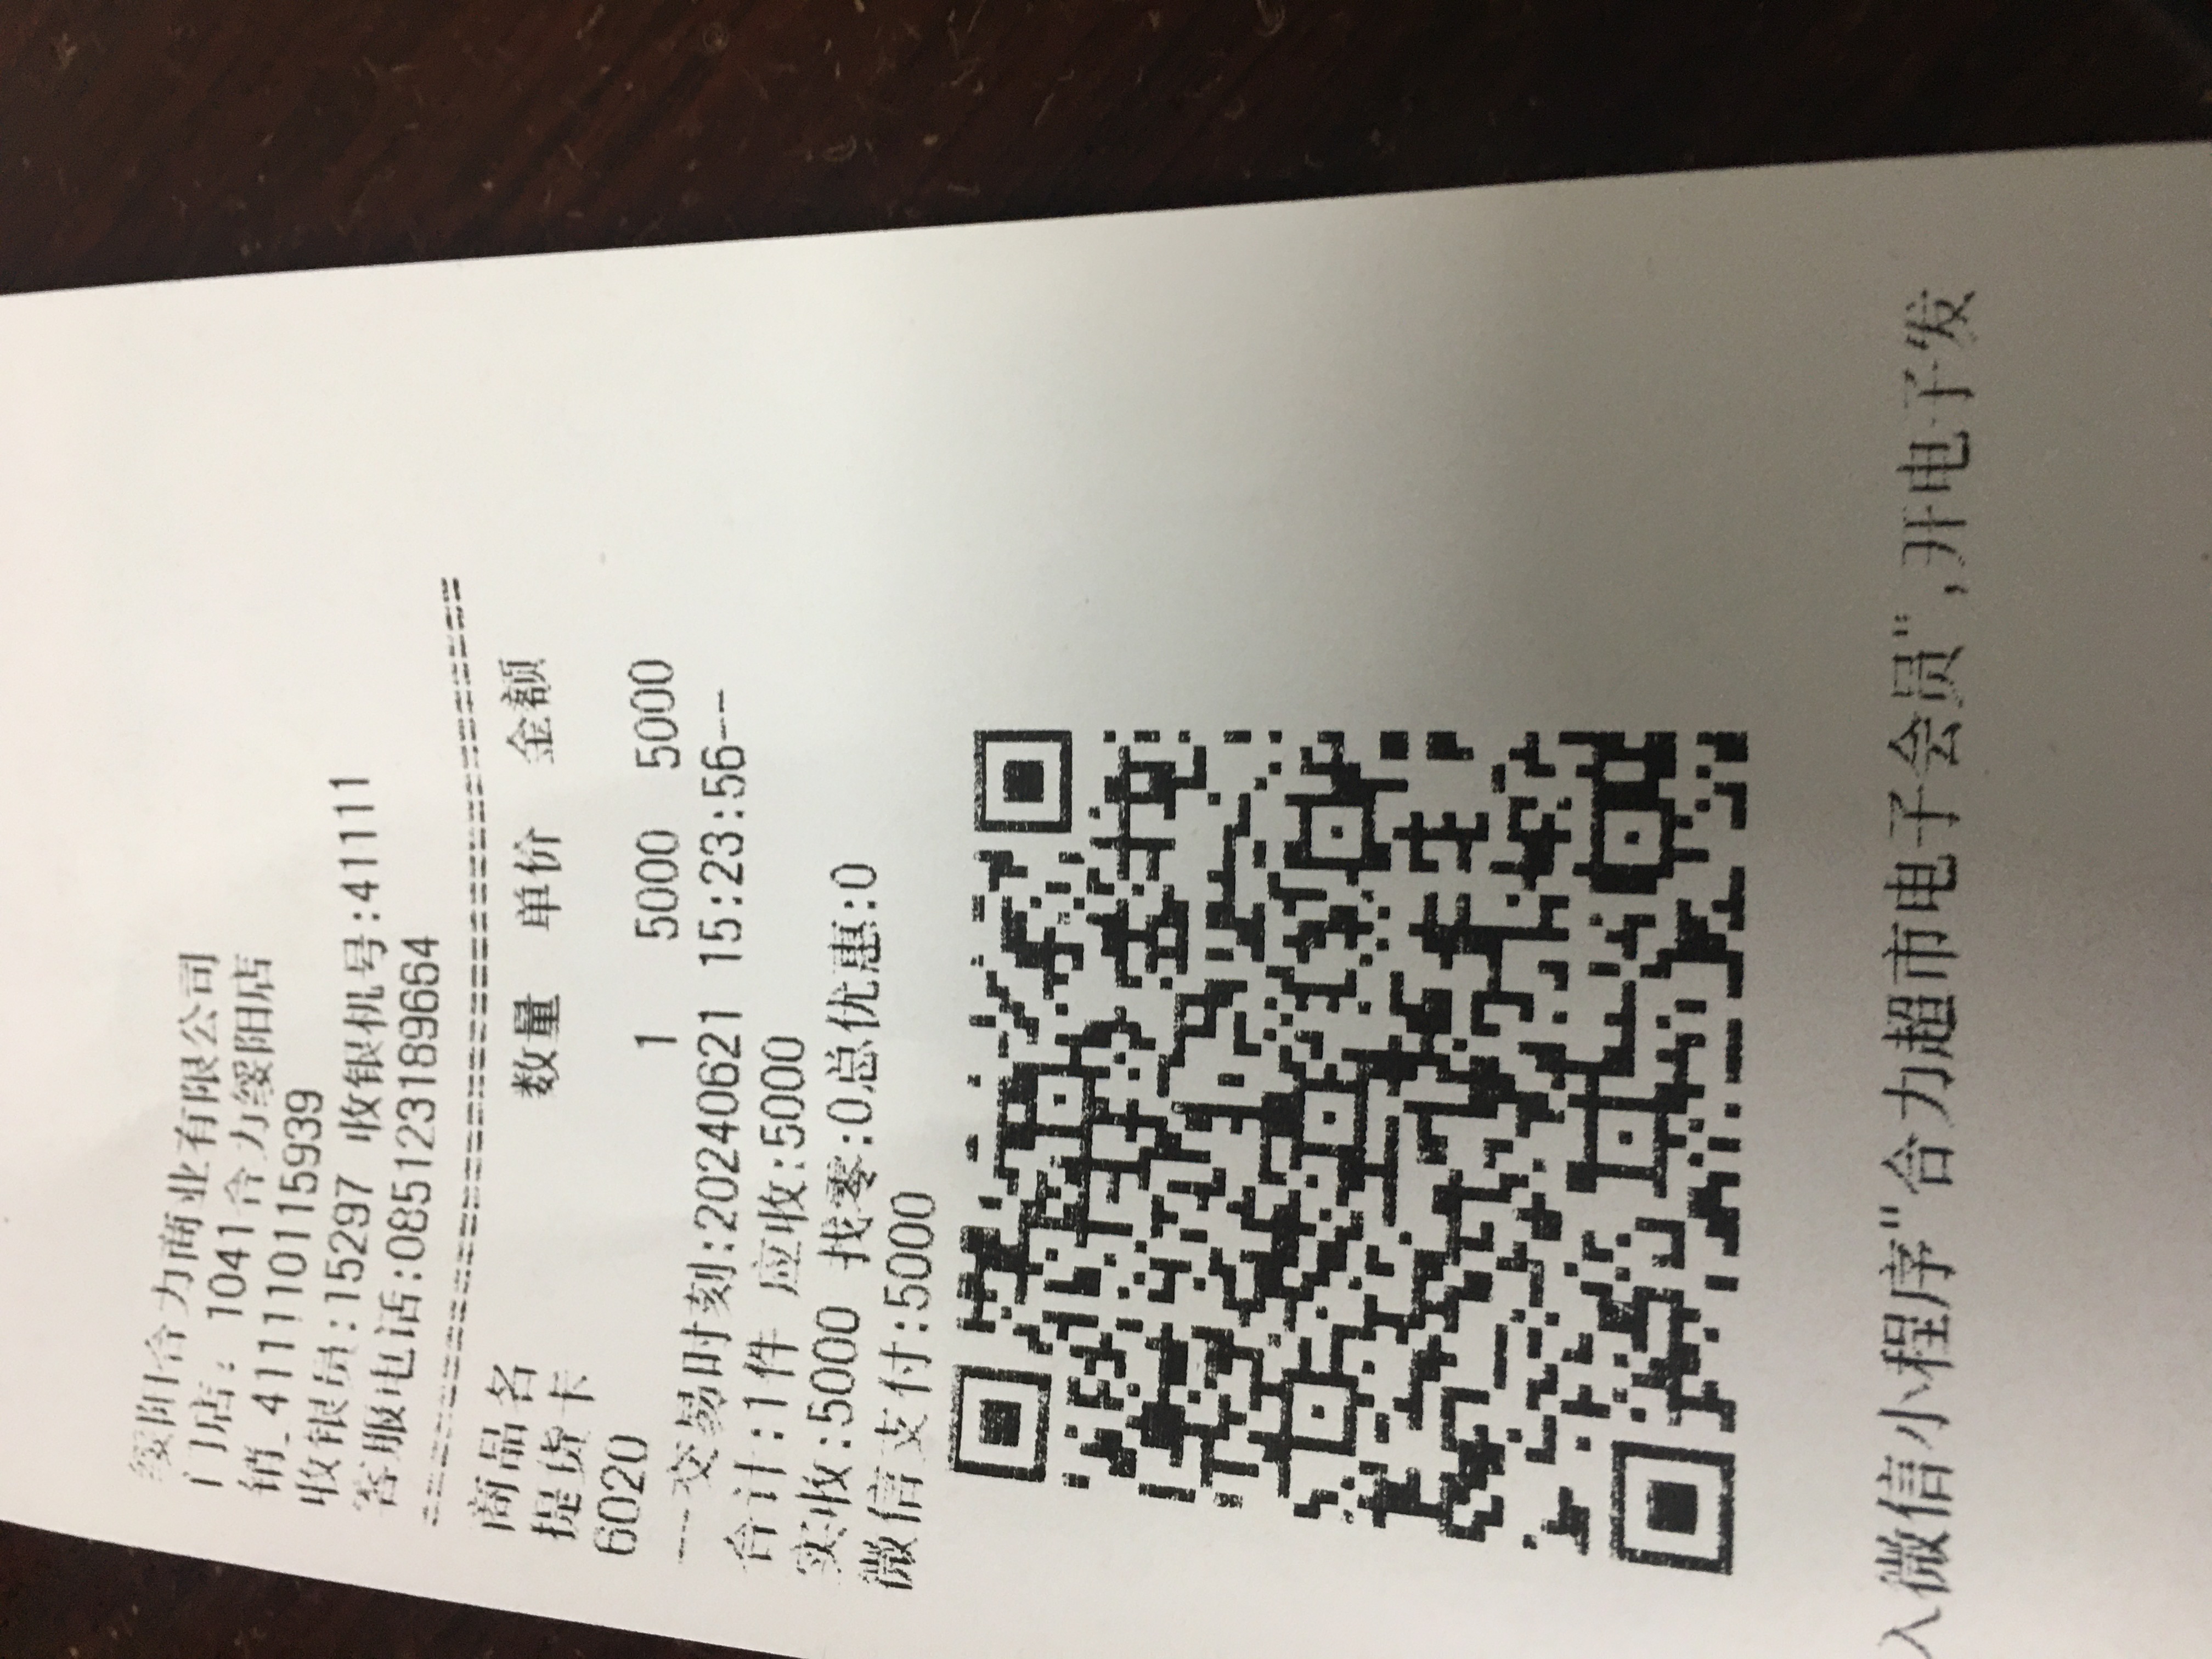 绥阳合力商业有限公司
门店：1041合力绥阳店
销_4111101115939
收银员:15297 收银机号:41111
客服电话:085123189664
商品名 数量 单价 金额
提货卡
6020 1 5000 5000
---交易时刻:20240621 15:23:56--
合计:1件 应收:5000
实收:5000 找零:0总优惠:0
微信支付:5000
入微信小程序"合力超市电子会员",开电子发